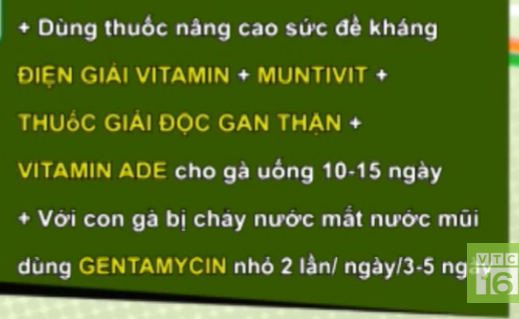 + Dùng thuốc nâng cao sức đề kháng
ĐIỆN GIẢI VITAMIN + MUNTIVIT +
THUỐC GIẢI ĐỘC GAN THẬN +
VITAMIN ADE cho gà uống 10-15 ngày
+ Với con gà bị chảy nước mắt nước mũi
dùng GENTAMYCIN nhỏ 2 lần/ ngày/3-5 ngày
VTC
16